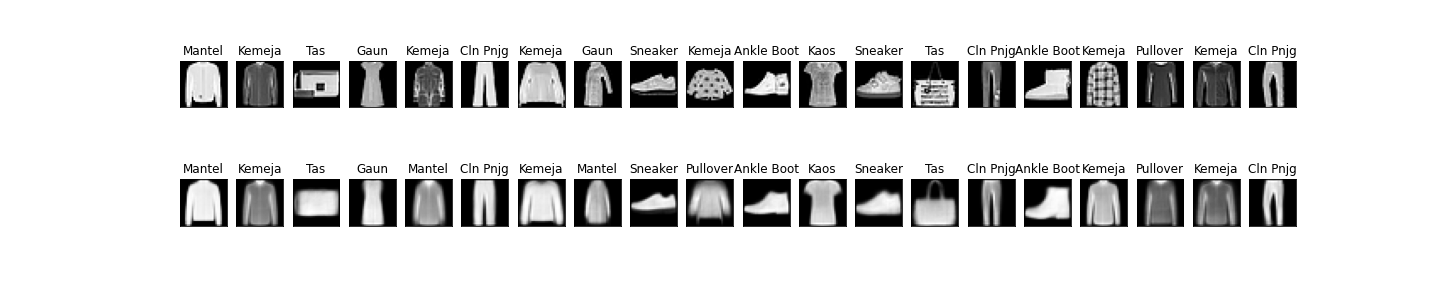 Mantel Kemeja Tas Gaun Kemeja Cln Pnjg Kemeja Gaun Sneaker Kemeja Ankle Boot Kaos Sneaker Tas Cln Pnjg Ankle Boot Kemeja Pullover Kemeja Cln Pnjg
Mantel Kemeja Tas Gaun Mantel Cln Pnjg Kemeja Mantel Sneaker Pullover Ankle Boot Kaos Sneaker Tas Cln Pnjg Ankle Boot Kemeja Pullover Kemeja Cln Pnjg